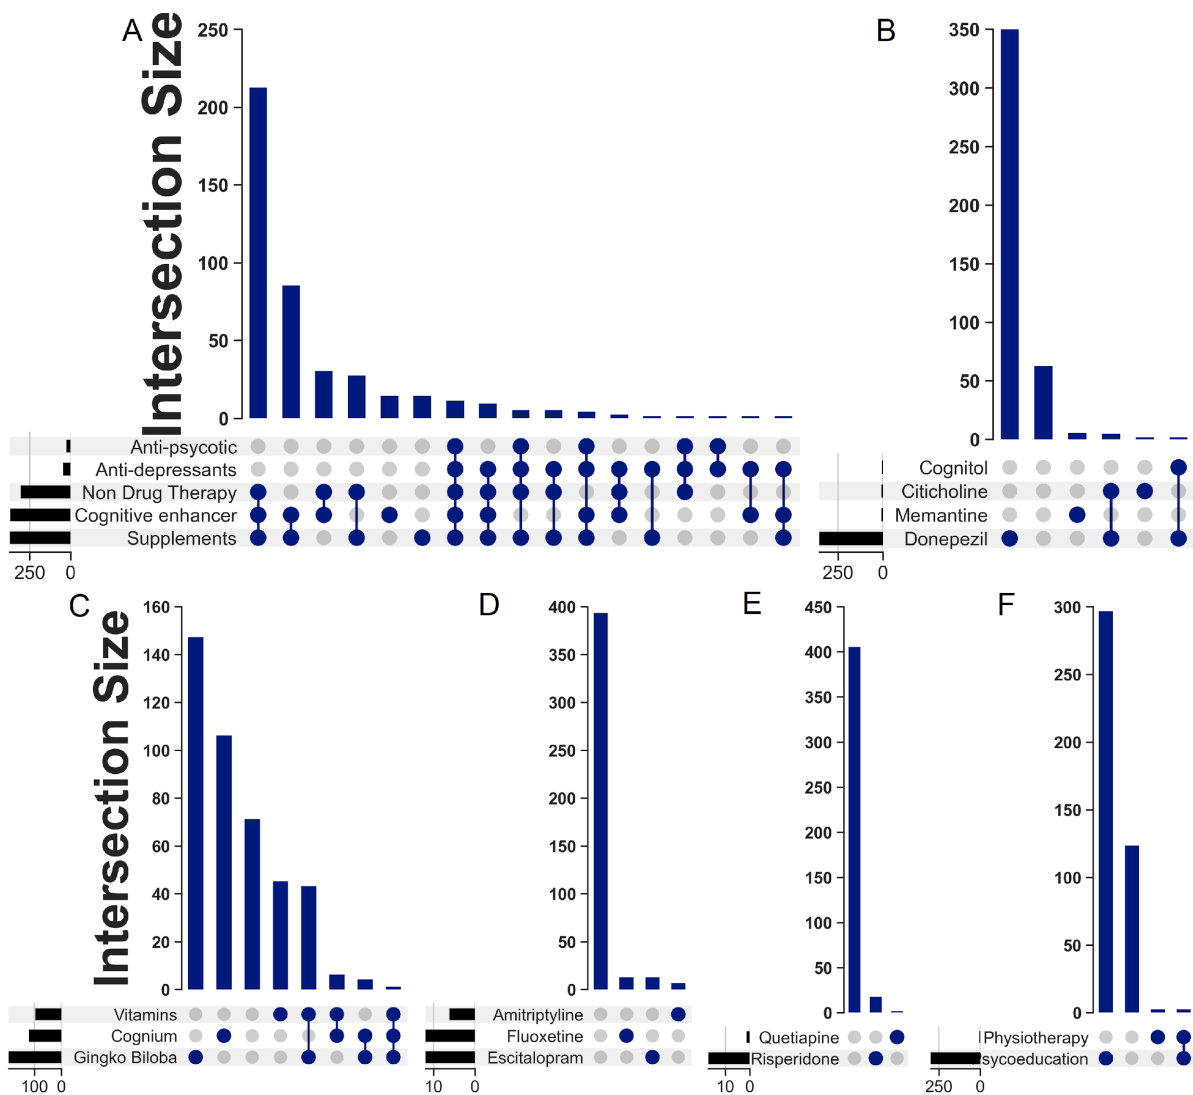 A
Intersection Size
250
200
150
100
50
0
Anti-psycotic
Anti-depressants
Non Drug Therapy
Cognitive enhancer
Supplements
250 0
B
350
300
250
200
150
100
50
0
Cognitol
Citicholine
Memantine
Donepezil
250 0
C
Intersection Size
160
140
120
100
80
60
40
20
0
Vitamins
Cognium
Gingko Biloba
100 0
D
400
350
300
250
200
150
100
50
0
Amitriptyline
Fluoxetine
Escitalopram
10 0
E
450
400
350
300
250
200
150
100
50
0
Quetiapine
Risperidone
10 0
F
300
250
200
150
100
50
0
Physiotherapy
sycoeducation
250 0